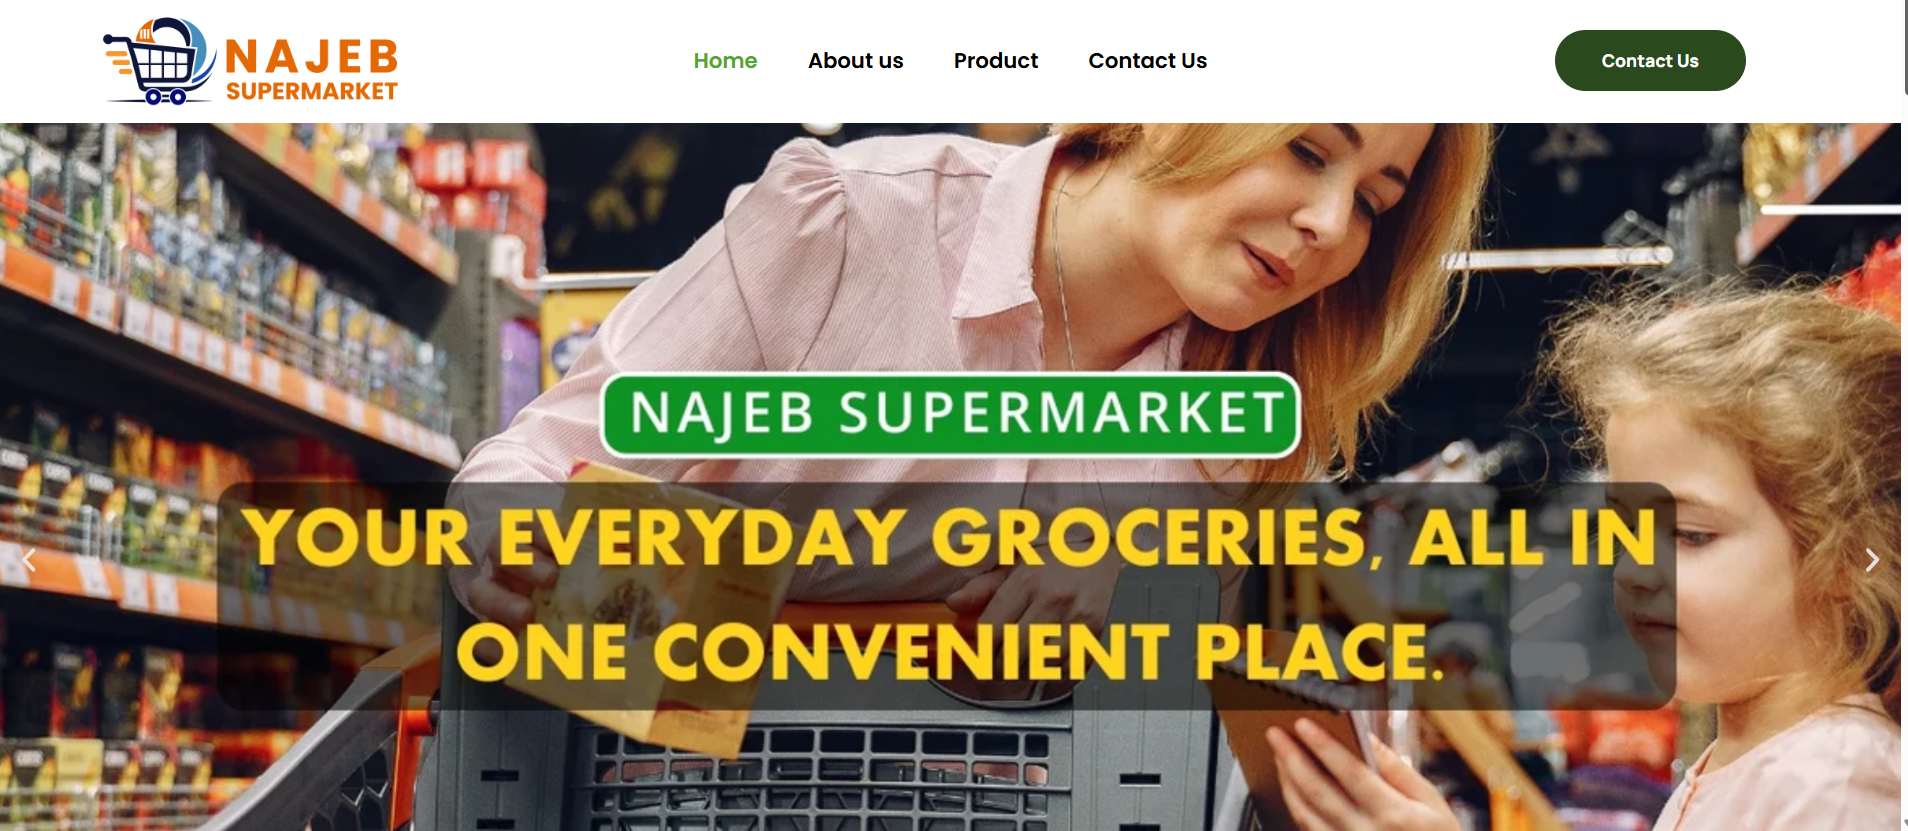 NAJEB
SUPERMARKET
Home About us Product Contact Us
Contact Us
NAJEB SUPERMARKET
YOUR EVERYDAY GROCERIES, ALL IN
ONE CONVENIENT PLACE.